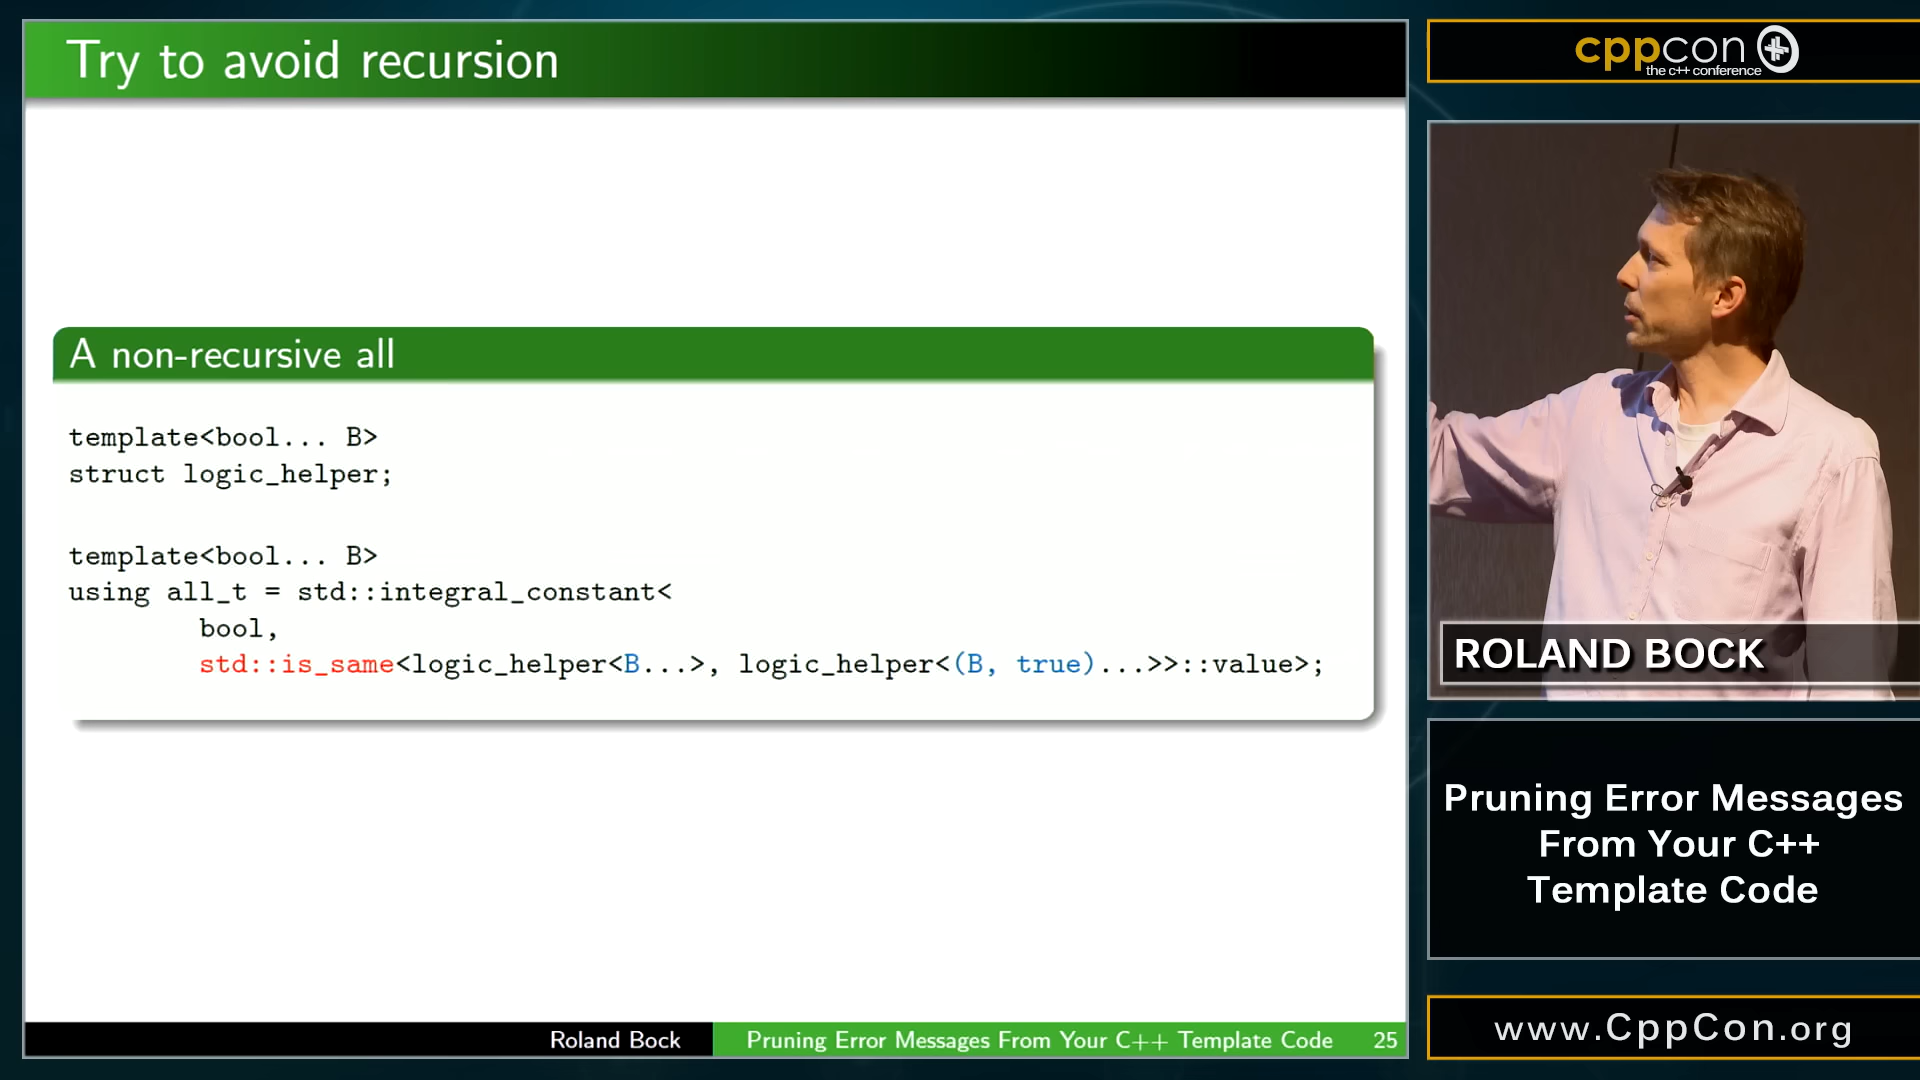 Try to avoid recursion
A non-recursive all
template<bool... B>
struct logic_helper;
template<bool... B>
using all_t = std::integral_constant<
bool,
std::is_same<logic_helper<B...>, logic_helper<(B, true)...>>::value>;
Roland Bock
Pruning Error Messages From Your C++ Template Code 25
cppcon
the c++ conference
ROLAND BOCK
Pruning Error Messages
From Your C++
Template Code
www.CppCon.org